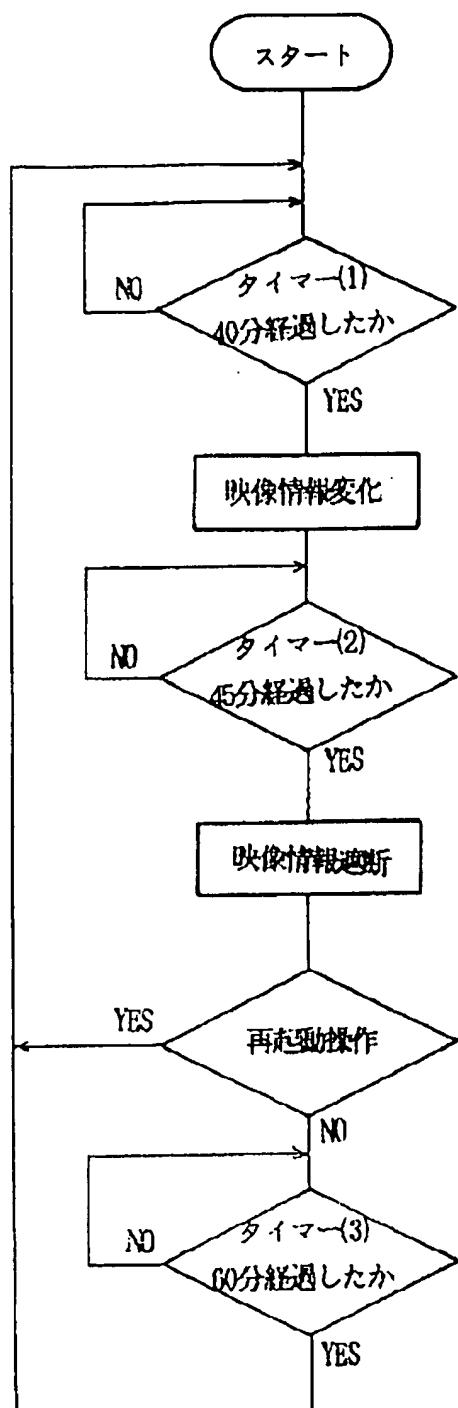 スタート
タイマー(1)
40分経過したか
NO
YES
映像情報変化
タイマー(2)
45分経過したか
NO
YES
映像情報遮断
再起動操作
YES
NO
タイマー(3)
60分経過したか
NO
YES